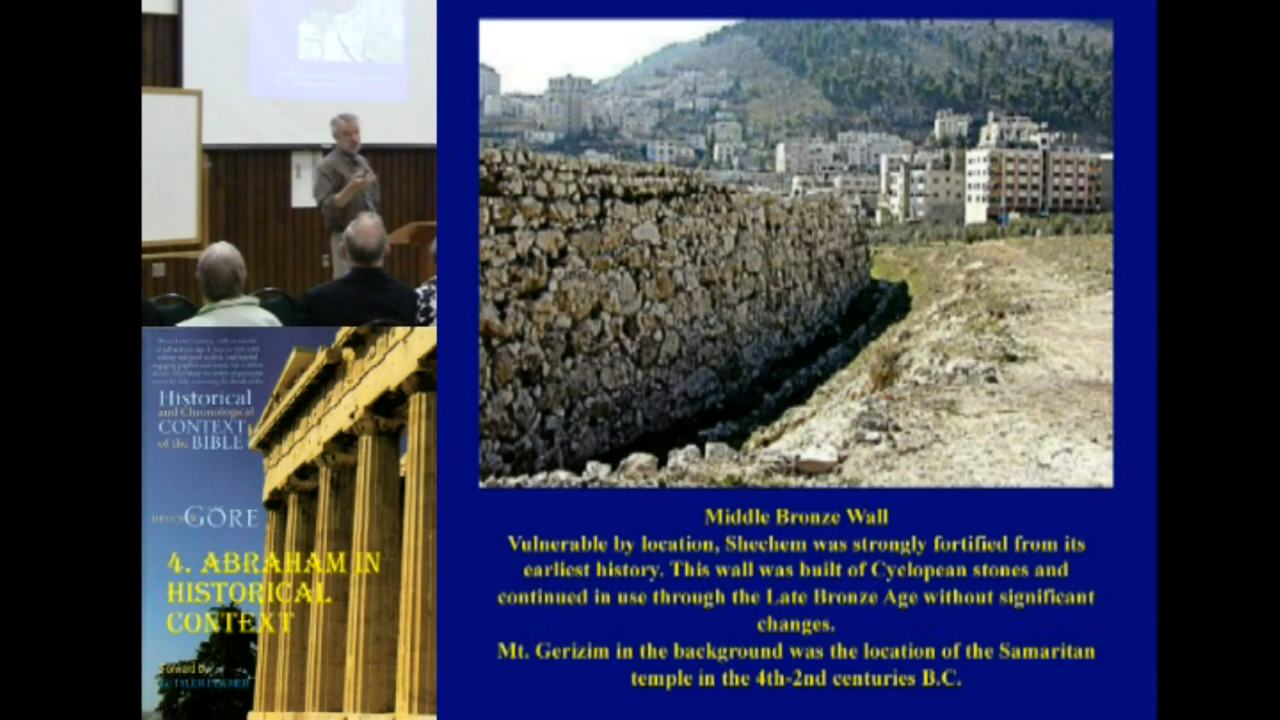 Historical
and Chronological
CONTEXT
of the BIBLE
GORE
4. ABRAHAM IN
HISTORICAL
CONTEXT
Middle Bronze Wall
Vulnerable by location, Shechem was strongly fortified from its
earliest history. This wall was built of Cyclopean stones and
continued in use through the Late Bronze Age without significant
changes.
Mt. Gerizim in the background was the location of the Samaritan
temple in the 4th-2nd centuries B.C.